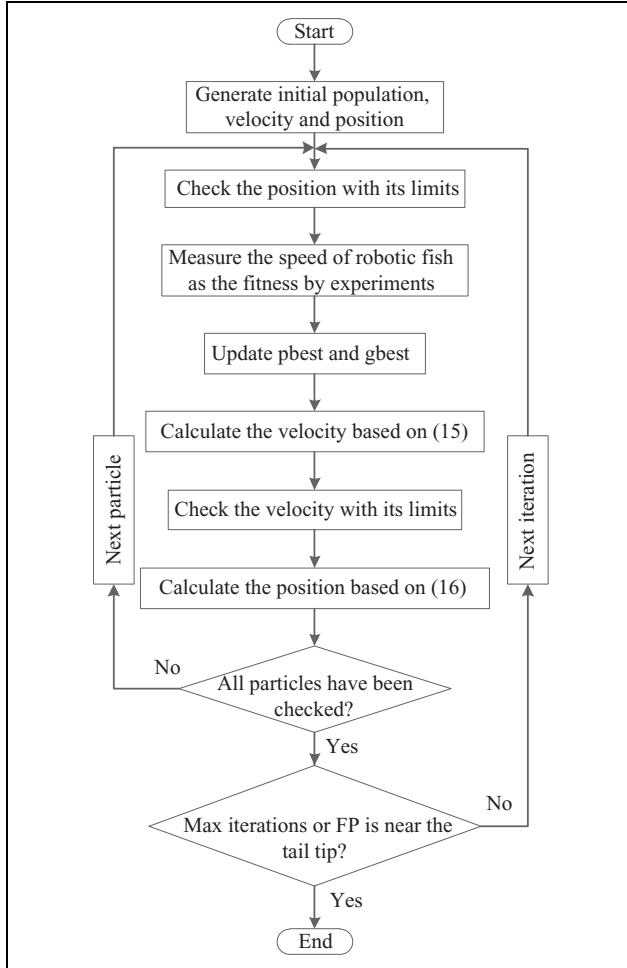 Start
Generate initial population,
velocity and position
Check the position with its limits
Measure the speed of robotic fish
as the fitness by experiments
Update pbest and gbest
Calculate the velocity based on (15)
Next particle
Next iteration
Check the velocity with its limits
Calculate the position based on (16)
No
All particles have been
checked?
Yes
No
Max iterations or FP is near the
tail tip?
Yes
End